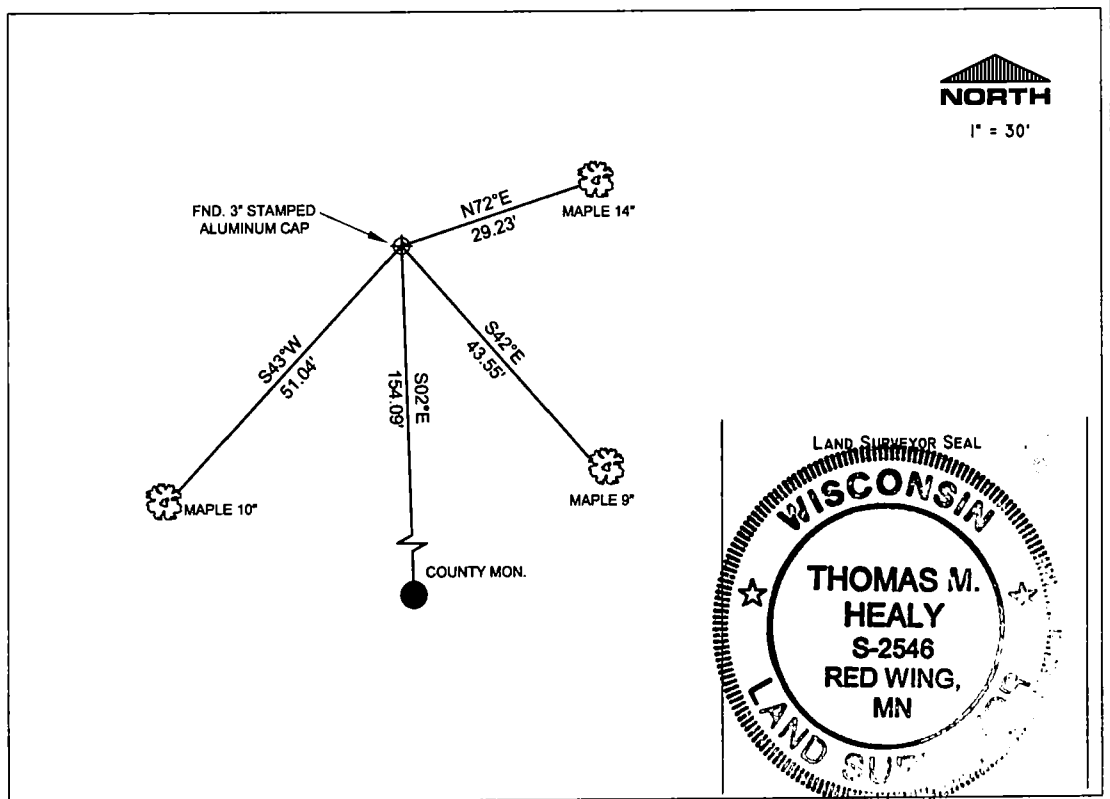 NORTH
1" = 30'
FND. 3" STAMPED
ALUMINUM CAP
N72°E
29.23'
MAPLE 14"
S43°W
51.04'
S02°E
154.09'
S42°E
43.55'
MAPLE 10"
MAPLE 9"
COUNTY MON.
LAND SURVEYOR SEAL
WISCONSIN
THOMAS M.
HEALY
S-2546
RED WING,
MN
LAND